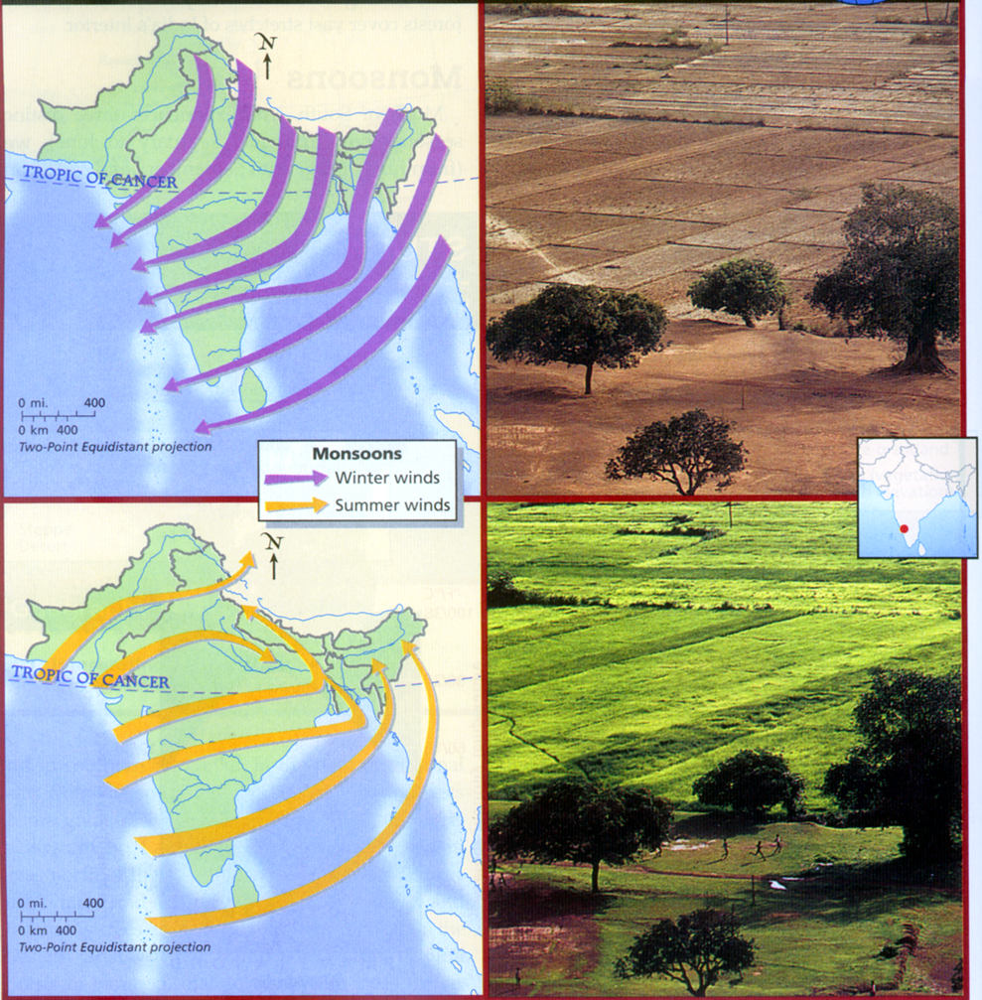 N
TROPIC OF CANCER
0 mi. 400
0 km 400
Two-Point Equidistant projection
Monsoons
Winter winds
Summer winds
N
TROPIC OF CANCER
0 mi. 400
0 km 400
Two-Point Equidistant projection